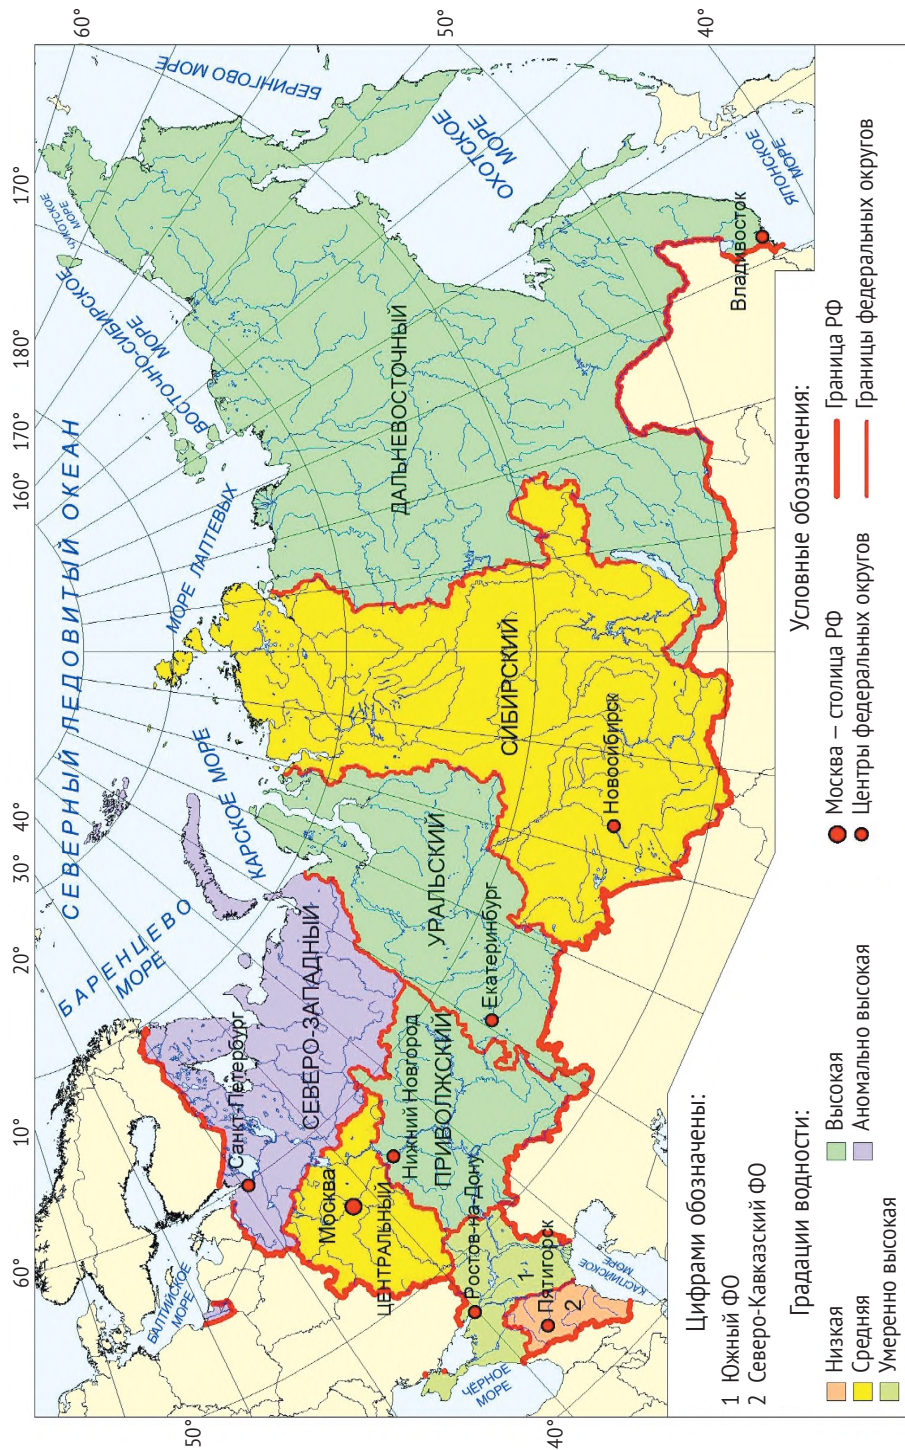 170°
180°
170°
160°
40°
30°
20°
10°
60°
50°
40°
60°
50°
40°
СЕВЕРНЫЙ ЛЕДОВИТЫЙ ОКЕАН
БАРЕНЦЕВО
МОРЕ
КАРСКОЕ МОРЕ
МОРЕ ЛАПТЕВЫХ
ВОСТОЧНО-СИБИРСКОЕ
МОРЕ
ЧУКОТСКОЕ
МОРЕ
БЕРИНГОВО МОРЕ
ОХОТСКОЕ
МОРЕ
ЯПОНСКОЕ
МОРЕ
БАЛТИЙСКОЕ
МОРЕ
ЧЁРНОЕ
МОРЕ
КАСПИЙСКОЕ
МОРЕ
Санкт-Петербург
СЕВЕРО-ЗАПАДНЫЙ
Москва
ЦЕНТРАЛЬНЫЙ
Нижний Новгород
ПРИВОЛЖСКИЙ
Ростов-на-Дону
1
Пятигорск
2
УРАЛЬСКИЙ
Екатеринбург
СИБИРСКИЙ
Новосибирск
ДАЛЬНЕВОСТОЧНЫЙ
Владивосток
Цифрами обозначены:
1 Южный ФО
2 Северо-Кавказский ФО
Градации водности:
Низкая
Средняя
Умеренно высокая
Высокая
Аномально высокая
Условные обозначения:
Москва – столица РФ
Центры федеральных округов
Граница РФ
Границы федеральных округов